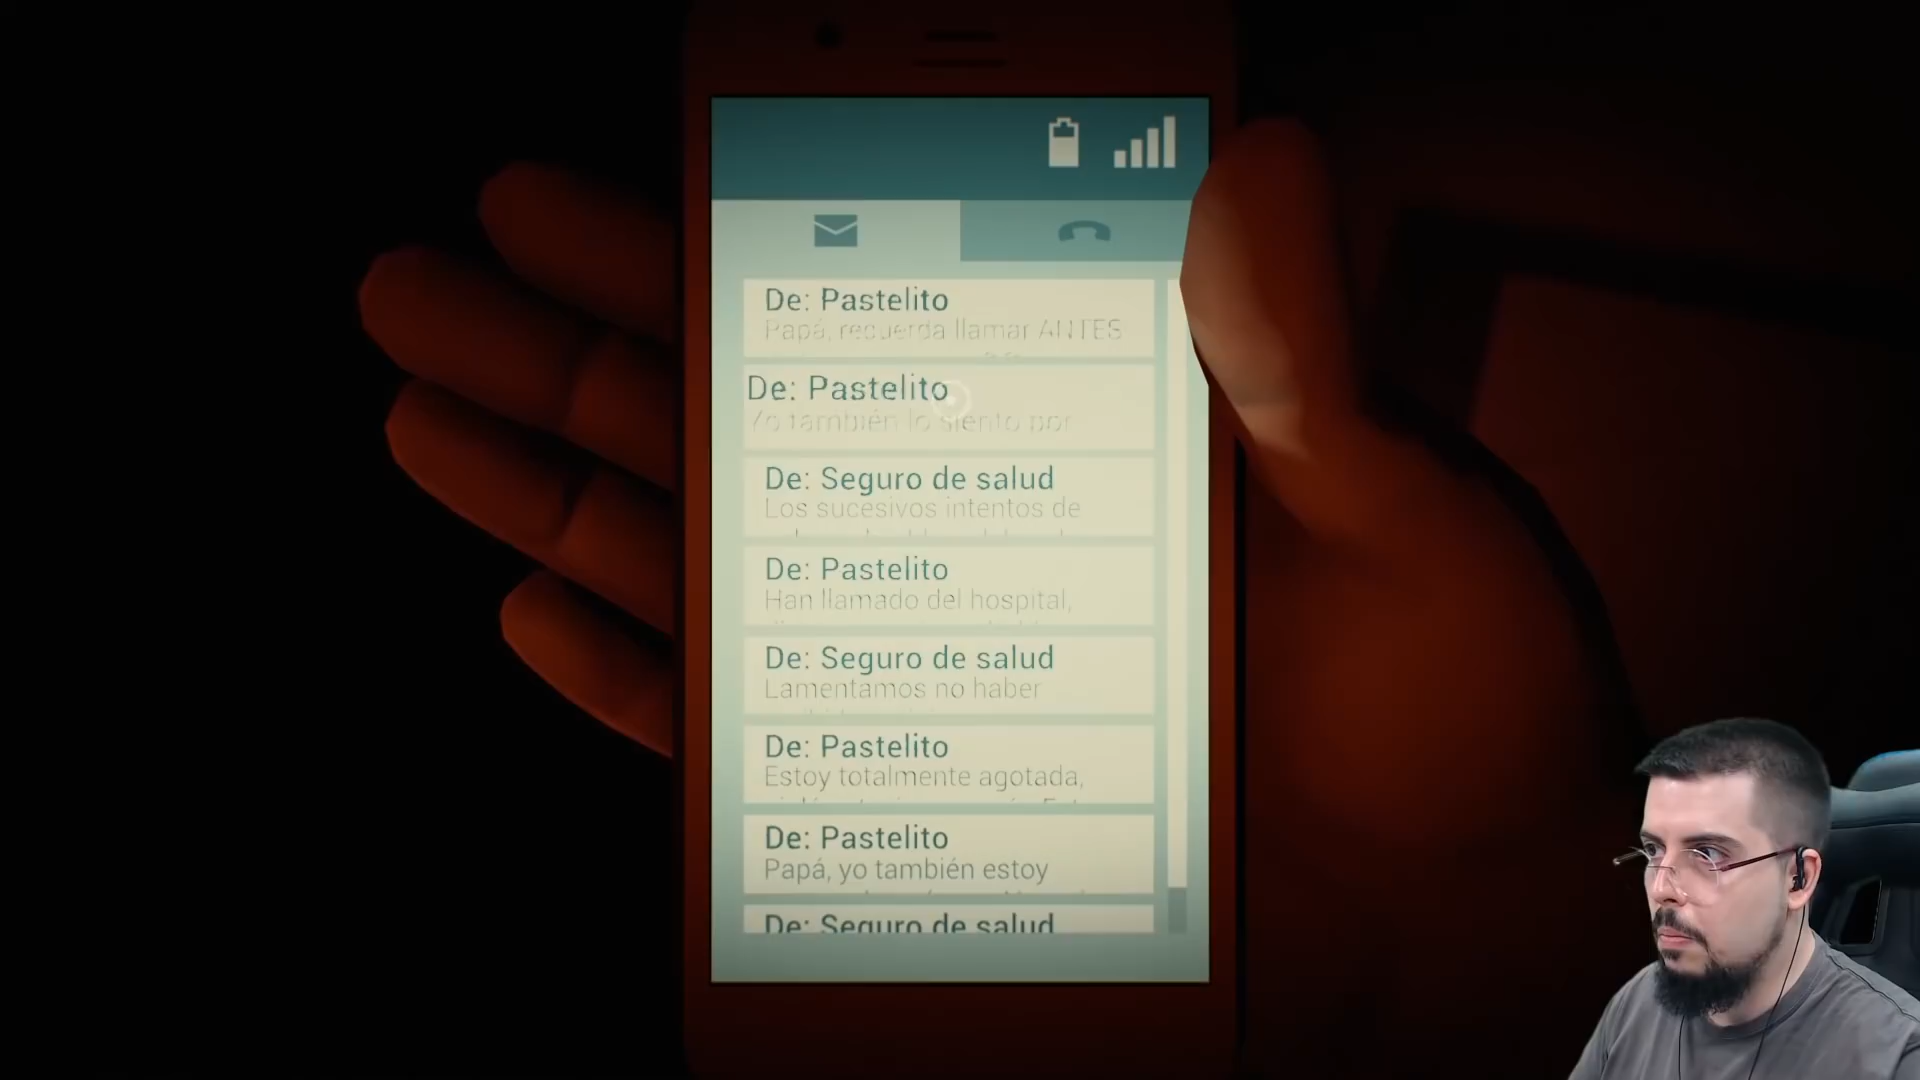 De: Pastelito
Papá, recuerda llamar ANTES
De: Pastelito
Yo también lo siento por
De: Seguro de salud
Los sucesivos intentos de
De: Pastelito
Han llamado del hospital,
De: Seguro de salud
Lamentamos no haber
De: Pastelito
Estoy totalmente agotada,
De: Pastelito
Papá, yo también estoy
De: Seguro de salud